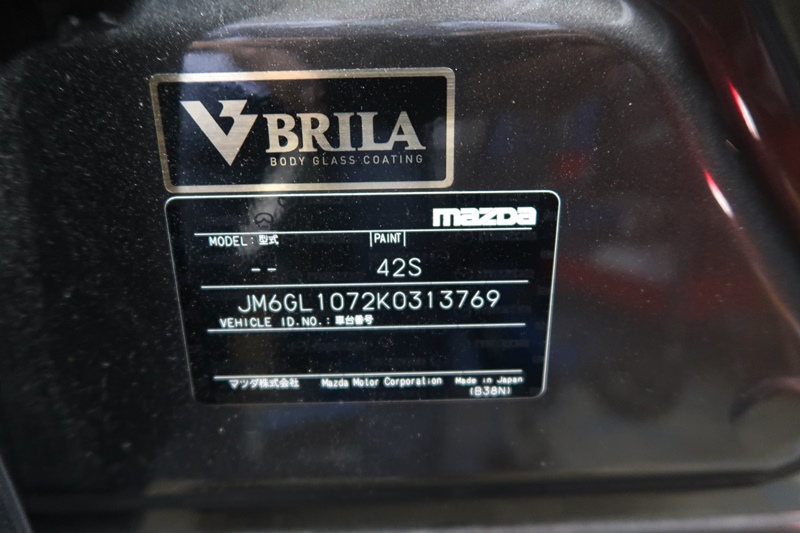 BRILA
BODY GLASS COATING
mazda
MODEL:型式 PAINT
-- 42S
JM6GL1072K0313769
VEHICLE ID.NO.:車台番号
マツダ株式会社 Mazda Motor Corporation Made in Japan
(B38N)